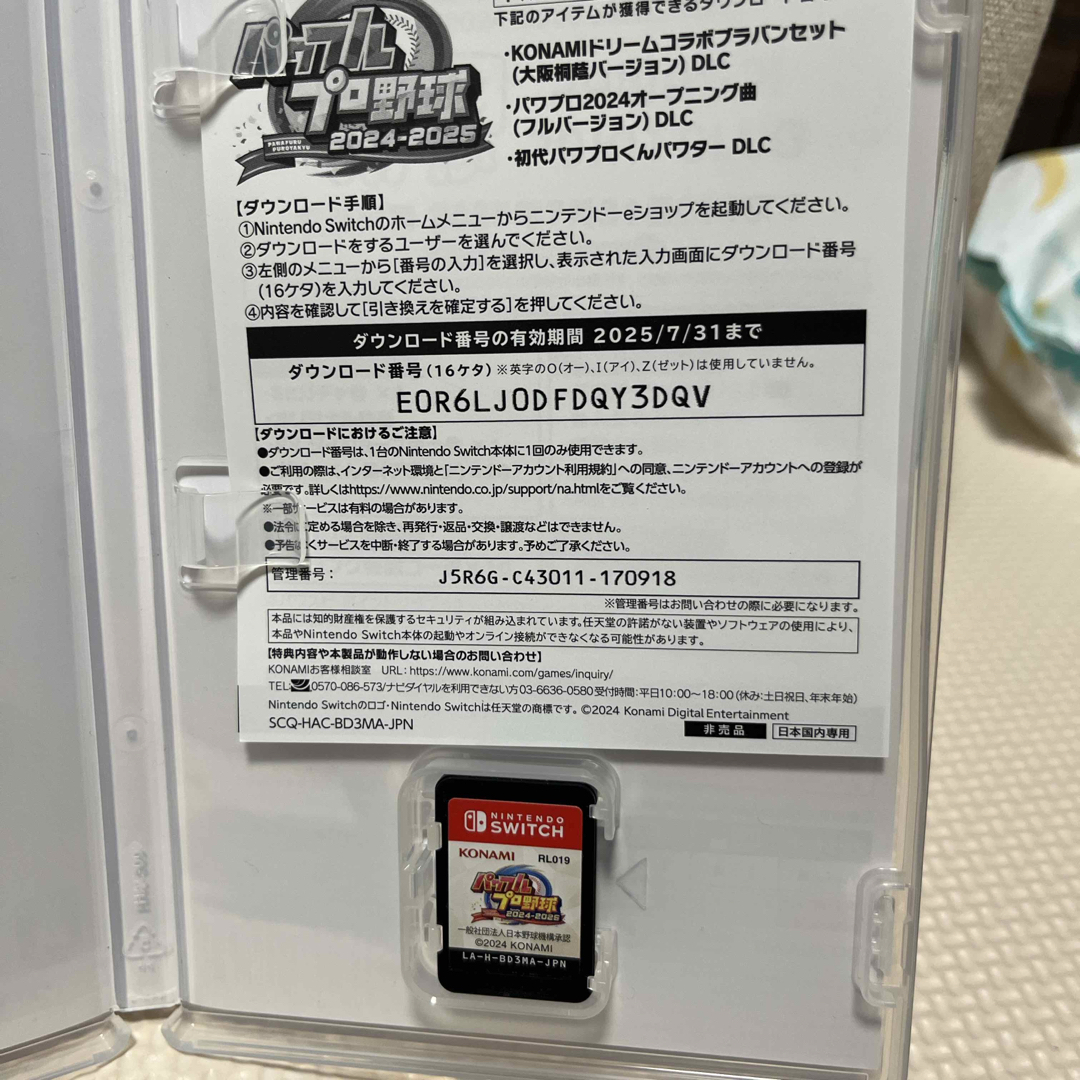 下記のアイテムが獲得できるダウンロード
パワフル
プロ野球
PAWAFURU
PUROYAKYU
2024-2025
・KONAMIドリームコラボブラバンセット
(大阪桐蔭バージョン) DLC
・パワプロ2024オープニング曲
(フルバージョン) DLC
・初代パワプロくんパワター DLC
【ダウンロード手順】
①Nintendo Switchのホームメニューからニンテンドーeショップを起動してください。
②ダウンロードをするユーザーを選んでください。
③左側のメニューから[番号の入力]を選択し、表示された入力画面にダウンロード番号
(16ケタ)を入力してください。
④内容を確認して[引き換えを確定する]を押してください。
ダウンロード番号の有効期間 2025/7/31まで
ダウンロード番号(16ケタ) ※英字のO(オー)、I(アイ)、Z(ゼット)は使用していません。
E0R6LJ0DFDQY3DQV
【ダウンロードにおけるご注意】
●ダウンロード番号は、1台のNintendo Switch本体に1回のみ使用できます。
●ご利用の際は、インターネット環境と「ニンテンドーアカウント利用規約」への同意、ニンテンドーアカウントへの登録が
必要です。詳しくはhttps://www.nintendo.co.jp/support/na.htmlをご覧ください。
※一部サービスは有料の場合があります。
●法令に定める場合を除き、再発行・返品・交換・譲渡などはできません。
●予告なくサービスを中断・終了する場合があります。予めご了承ください。
管理番号: J5R6G-C43011-170918
※管理番号はお問い合わせの際に必要になります。
本品には知的財産権を保護するセキュリティが組み込まれています。任天堂の許諾がない装置やソフトウェアの使用により、
本品やNintendo Switch本体の起動やオンライン接続ができなくなる可能性があります。
【特典内容や本製品が動作しない場合のお問い合わせ】
KONAMIお客様相談室 URL:https://www.konami.com/games/inquiry/
TEL 0570-086-573/ナビダイヤルを利用できない方 03-6636-0580 受付時間:平日10:00~18:00(休み:土日祝日、年末年始)
Nintendo Switchのロゴ・Nintendo Switchは任天堂の商標です。 ©2024 Konami Digital Entertainment
SCQ-HAC-BD3MA-JPN
非売品 日本国内専用
NINTENDO
SWITCH
KONAMI RL019
パワフル
プロ野球
2024-2025
一般社団法人日本野球機構承認
©2024 KONAMI
LA-H-BD3MA-JPN